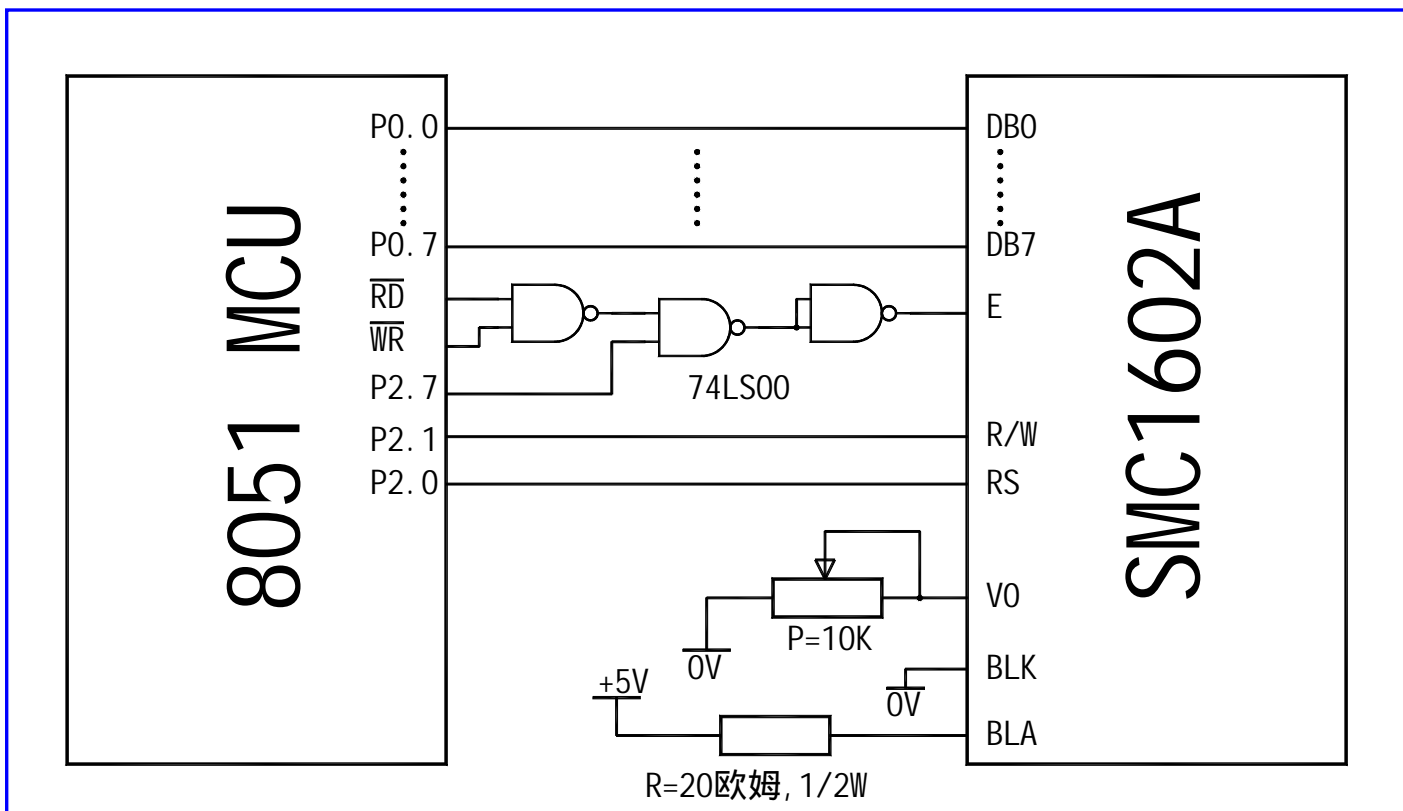 8051 MCU
P0.0
P0.7
RD
WR
P2.7
P2.1
P2.0
74LS00
P=10K
0V
+5V
0V
R=20欧姆, 1/2W
DB0
DB7
E
R/W
RS
V0
BLK
BLA
SMC1602A